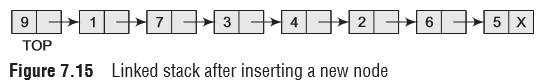 9 1 7 3 4 2 6 5 X
TOP
Figure 7.15 Linked stack after inserting a new node